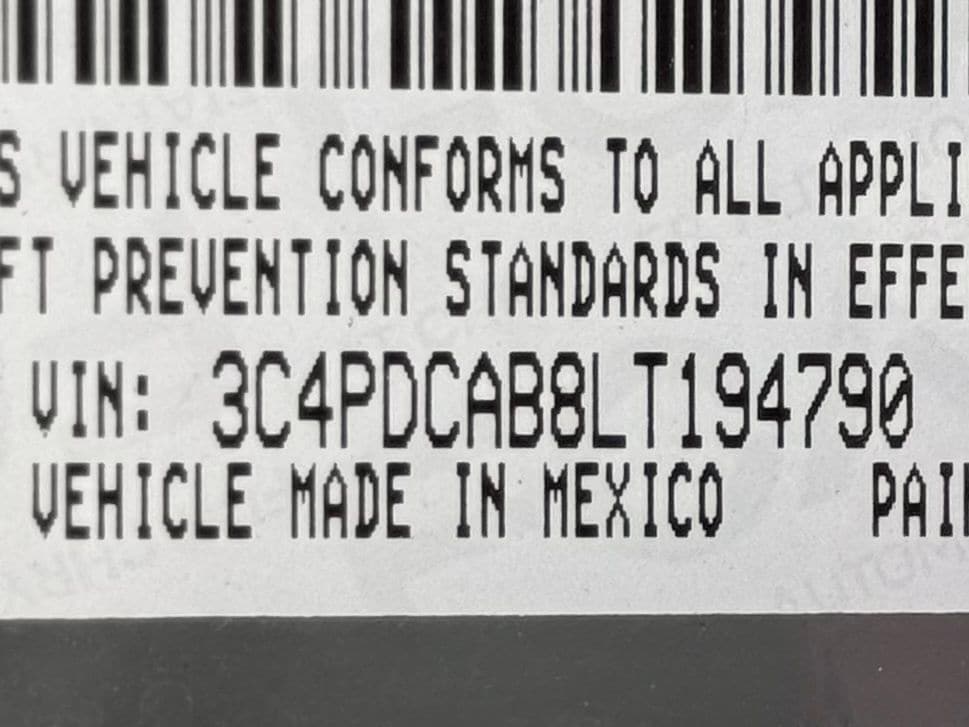 S VEHICLE CONFORMS TO ALL APPLI
FT PREVENTION STANDARDS IN EFFE
VIN: 3C4PDCAB8LT194790
VEHICLE MADE IN MEXICO PAI